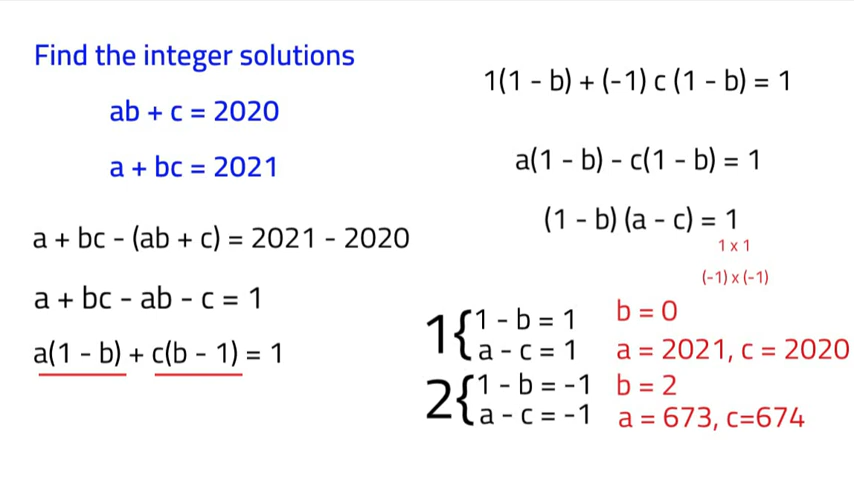 Find the integer solutions
ab + c = 2020
a + bc = 2021
a + bc - (ab + c) = 2021 - 2020
a + bc - ab - c = 1
a(1 - b) + c(b - 1) = 1
1(1 - b) + (-1) c (1 - b) = 1
a(1 - b) - c(1 - b) = 1
(1 - b) (a - c) = 1
1 x 1
(-1) x (-1)
1{1 - b = 1 b = 0
a - c = 1 a = 2021, c = 2020
2{1 - b = -1 b = 2
a - c = -1 a = 673, c=674